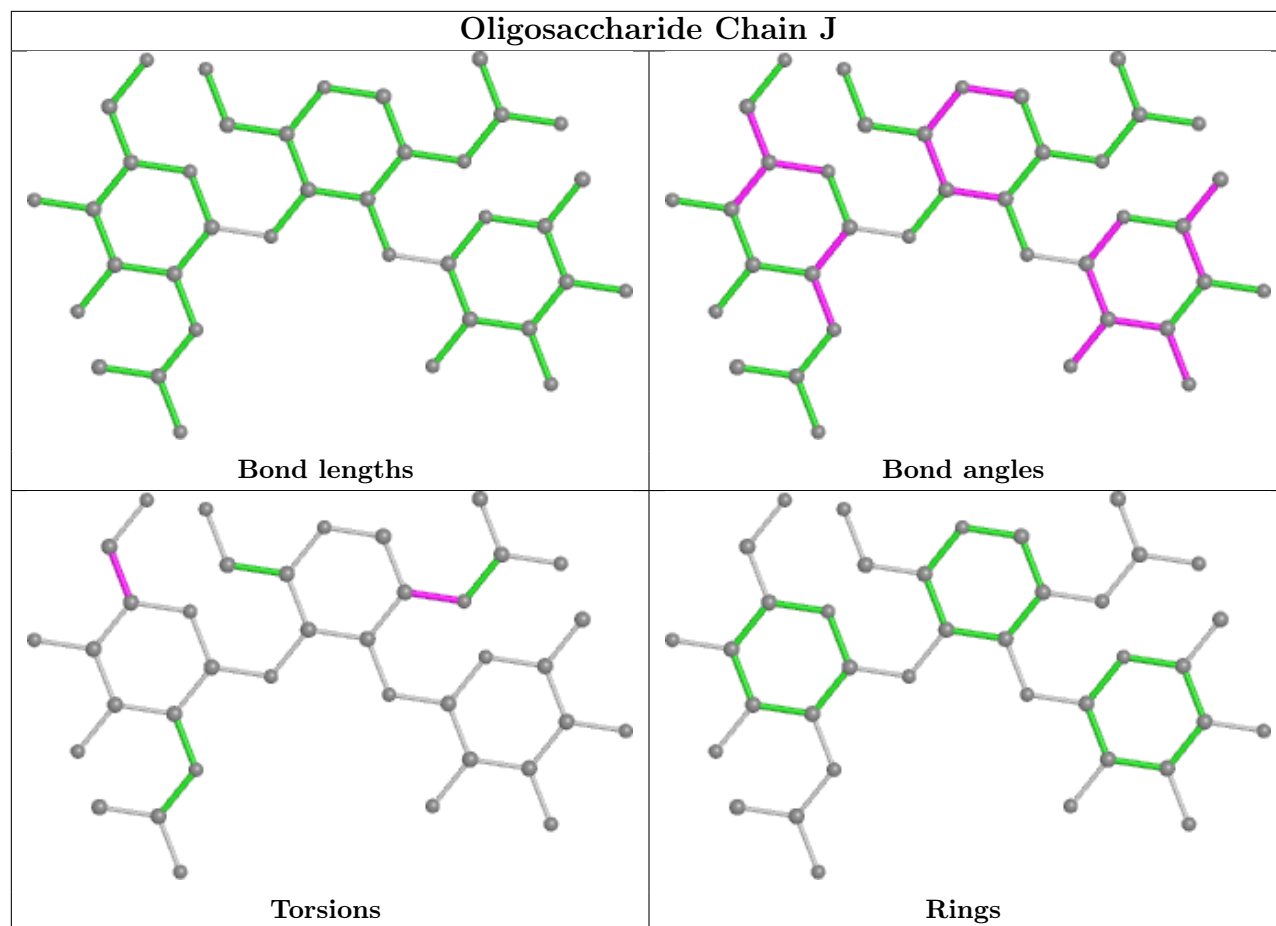 Oligosaccharide Chain J
Bond lengths
Bond angles
Torsions
Rings